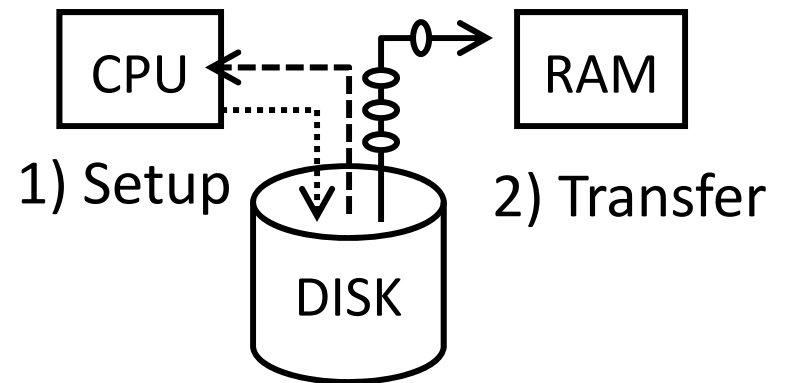 CPU
RAM
1) Setup
2) Transfer
DISK